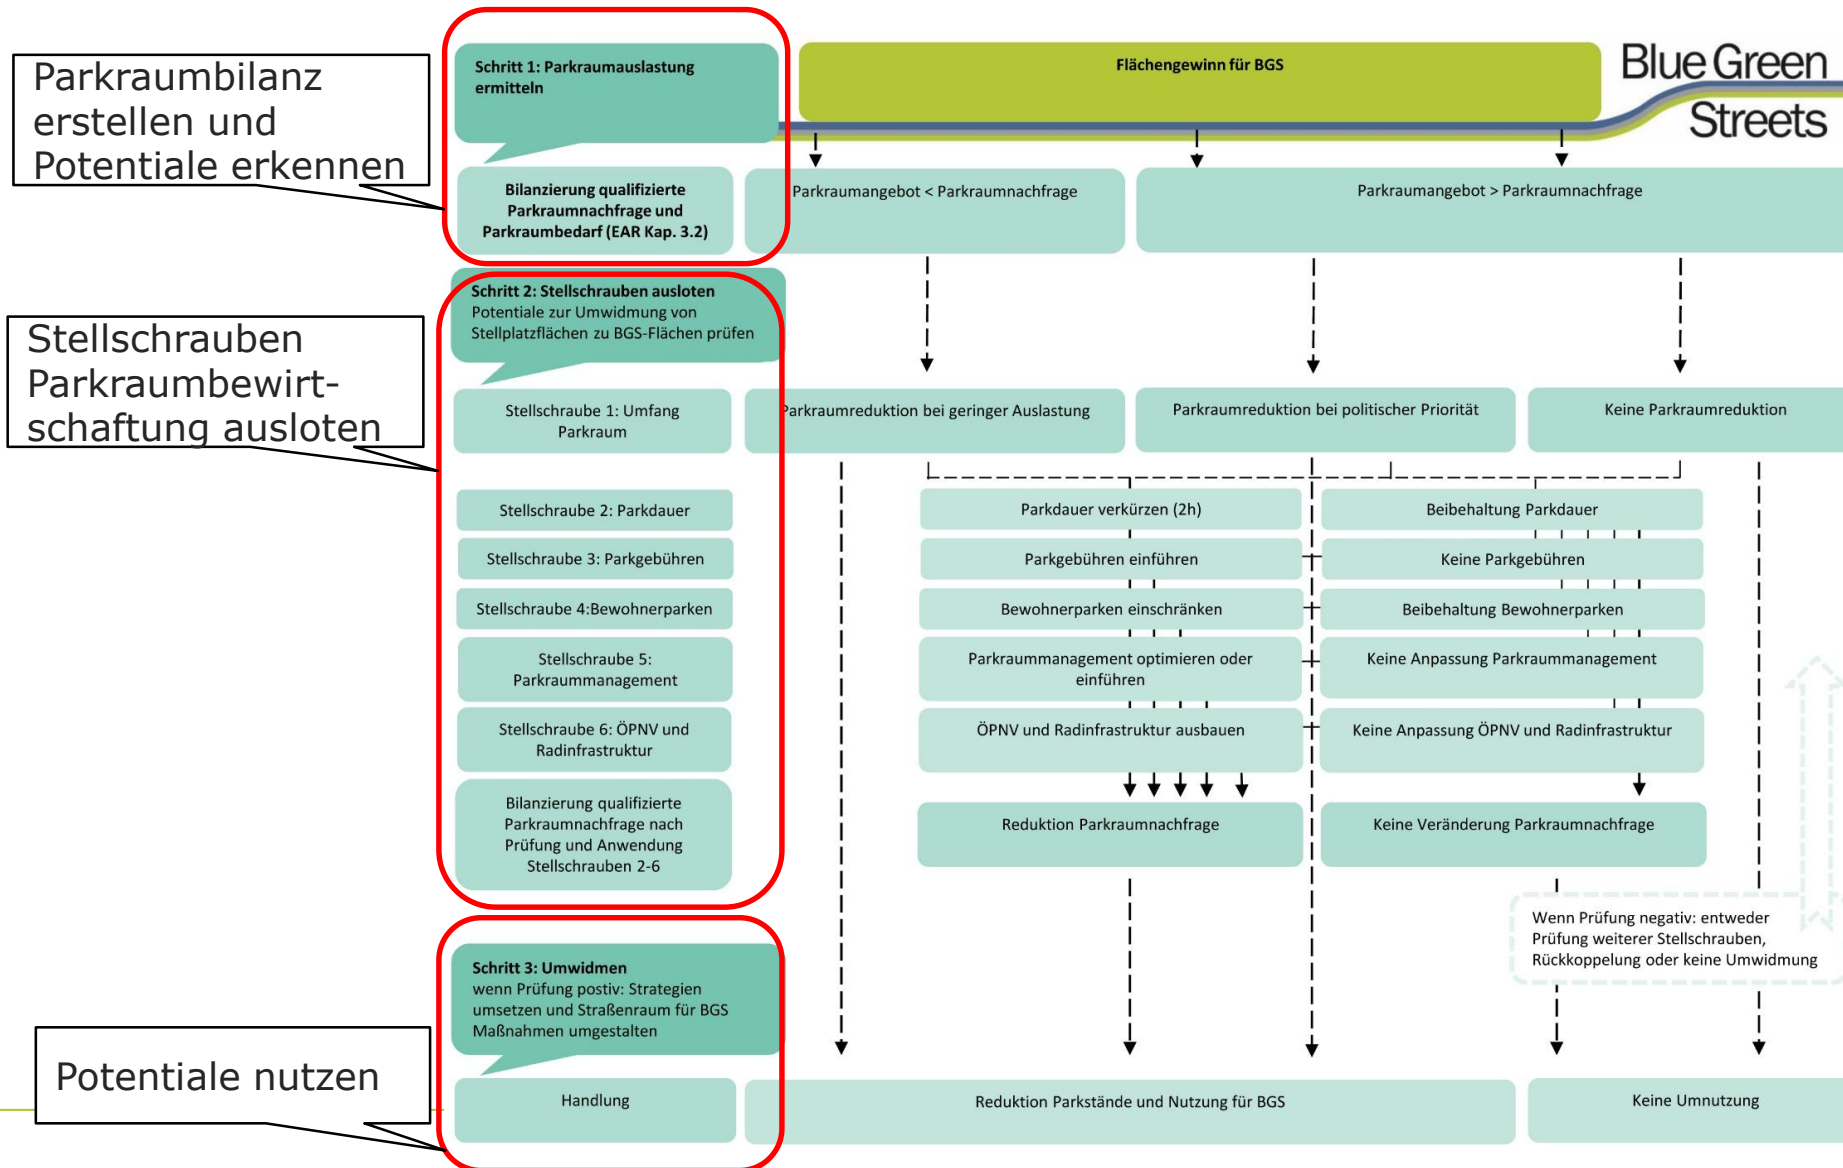 Parkraumbilanz
erstellen und
Potentiale erkennen
Schritt 1: Parkraumauslastung
ermitteln
Flächengewinn für BGS
Blue Green
Streets
Bilanzierung qualifizierte
Parkraumnachfrage und
Parkraumbedarf (EAR Kap. 3.2)
Parkraumangebot < Parkraumnachfrage
Parkraumangebot > Parkraumnachfrage
Stellschrauben
Parkraumbewirt-
schaftung ausloten
Schritt 2: Stellschrauben ausloten
Potentiale zur Umwidmung von
Stellplatzflächen zu BGS-Flächen prüfen
Stellschraube 1: Umfang
Parkraum
Parkraumreduktion bei geringer Auslastung
Parkraumreduktion bei politischer Priorität
Keine Parkraumreduktion
Stellschraube 2: Parkdauer
Parkdauer verkürzen (2h)
Beibehaltung Parkdauer
Stellschraube 3: Parkgebühren
Parkgebühren einführen
Keine Parkgebühren
Stellschraube 4:Bewohnerparken
Bewohnerparken einschränken
Beibehaltung Bewohnerparken
Stellschraube 5:
Parkraummanagement
Parkraummanagement optimieren oder
einführen
Keine Anpassung Parkraummanagement
Stellschraube 6: ÖPNV und
Radinfrastruktur
ÖPNV und Radinfrastruktur ausbauen
Keine Anpassung ÖPNV und Radinfrastruktur
Bilanzierung qualifizierte
Parkraumnachfrage nach
Prüfung und Anwendung
Stellschrauben 2-6
Reduktion Parkraumnachfrage
Keine Veränderung Parkraumnachfrage
Wenn Prüfung negativ: entweder
Prüfung weiterer Stellschrauben,
Rückkoppelung oder keine Umwidmung
Potentiale nutzen
Schritt 3: Umwidmen
wenn Prüfung postiv: Strategien
umsetzen und Straßenraum für BGS
Maßnahmen umgestalten
Handlung
Reduktion Parkstände und Nutzung für BGS
Keine Umnutzung